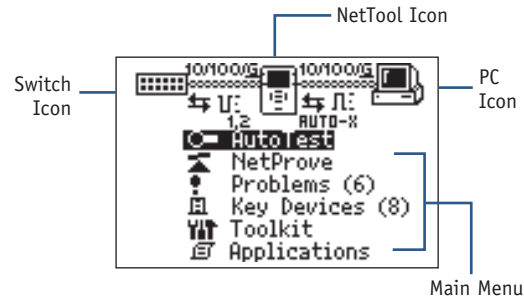 NetTool Icon
Switch Icon
PC Icon
10/100/G 10/100/G
1,2 AUTO-X
AutoTest
NetProve
Problems (6)
Key Devices (8)
Toolkit
Applications
Main Menu